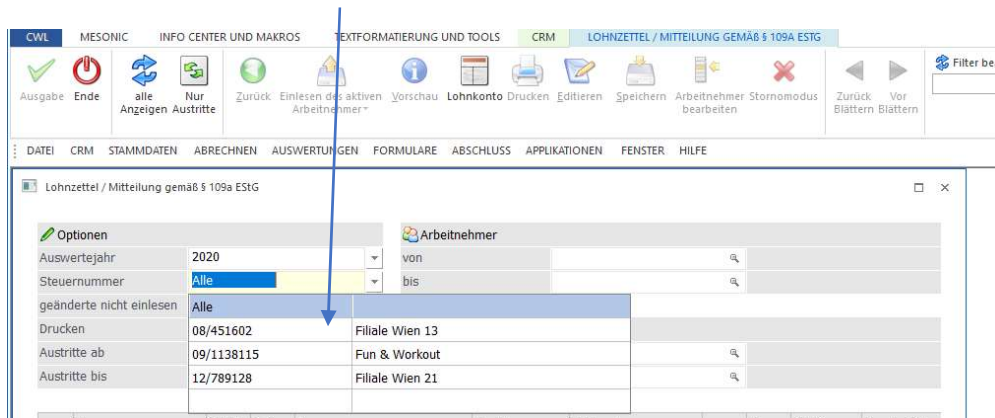 CWL MESONIC INFO CENTER UND MAKROS TEXTFORMATIERUNG UND TOOLS CRM LOHNZETTEL / MITTEILUNG GEMÄß § 109A ESTG
Ausgabe Ende alle Anzeigen Nur Austritte Zurück Einlesen des aktiven Arbeitnehmer Vorschau Lohnkonto Drucken Editieren Speichern Arbeitnehmer bearbeiten Stornomodus Zurück Blättern Vor Blättern Filter be
DATEI CRM STAMMDATEN ABRECHNEN AUSWERTUNGEN FORMULARE ABSCHLUSS APPLIKATIONEN FENSTER HILFE
Lohnzettel / Mitteilung gemäß § 109a EStG
Optionen Arbeitnehmer
Auswertejahr 2020 von
Steuernummer Alle bis
geänderte nicht einlesen Alle
Drucken 08/451602 Filiale Wien 13
Austritte ab 09/1138115 Fun & Workout
Austritte bis 12/789128 Filiale Wien 21